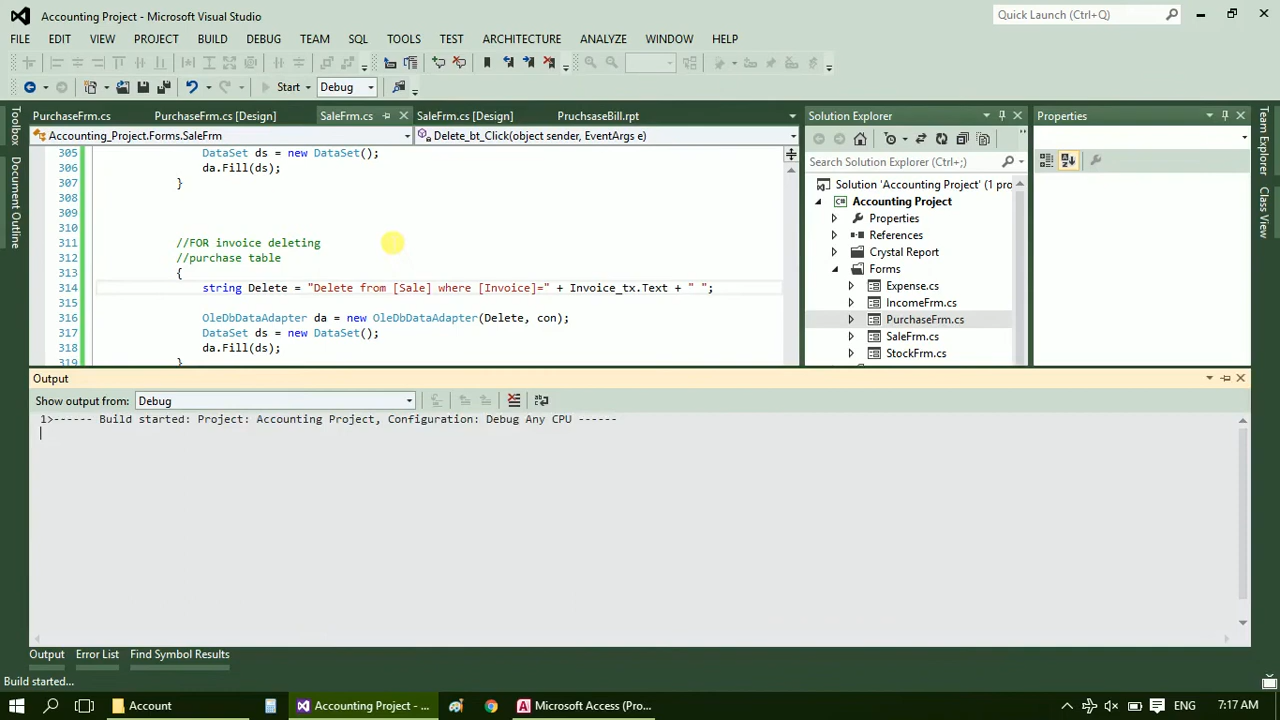 Accounting Project - Microsoft Visual Studio
Quick Launch (Ctrl+Q)
FILE EDIT VIEW PROJECT BUILD DEBUG TEAM SQL TOOLS TEST ARCHITECTURE ANALYZE WINDOW HELP
Start Debug
PurchaseFrm.cs PurchaseFrm.cs [Design] SaleFrm.cs SaleFrm.cs [Design] PruchsaseBill.rpt
Solution Explorer
Properties
Toolbox
Document Outline
Team Explorer
Class View
Accounting_Project.Forms.SaleFrm Delete_bt_Click(object sender, EventArgs e)
305 DataSet ds = new DataSet();
306 da.Fill(ds);
307 }
308
309
310
311 //FOR invoice deleting
312 //purchase table
313 {
314 string Delete = "Delete from [Sale] where [Invoice]=" + Invoice_tx.Text + " ";
315
316 OleDbDataAdapter da = new OleDbDataAdapter(Delete, con);
317 DataSet ds = new DataSet();
318 da.Fill(ds);
319 }
Search Solution Explorer (Ctrl+;)
Solution 'Accounting Project' (1 pro
Accounting Project
Properties
References
Crystal Report
Forms
Expense.cs
IncomeFrm.cs
PurchaseFrm.cs
SaleFrm.cs
StockFrm.cs
Output
Show output from: Debug
1>------ Build started: Project: Accounting Project, Configuration: Debug Any CPU ------
Output Error List Find Symbol Results
Build started...
Account
Accounting Project - ...
Microsoft Access (Pro...
ENG
7:17 AM